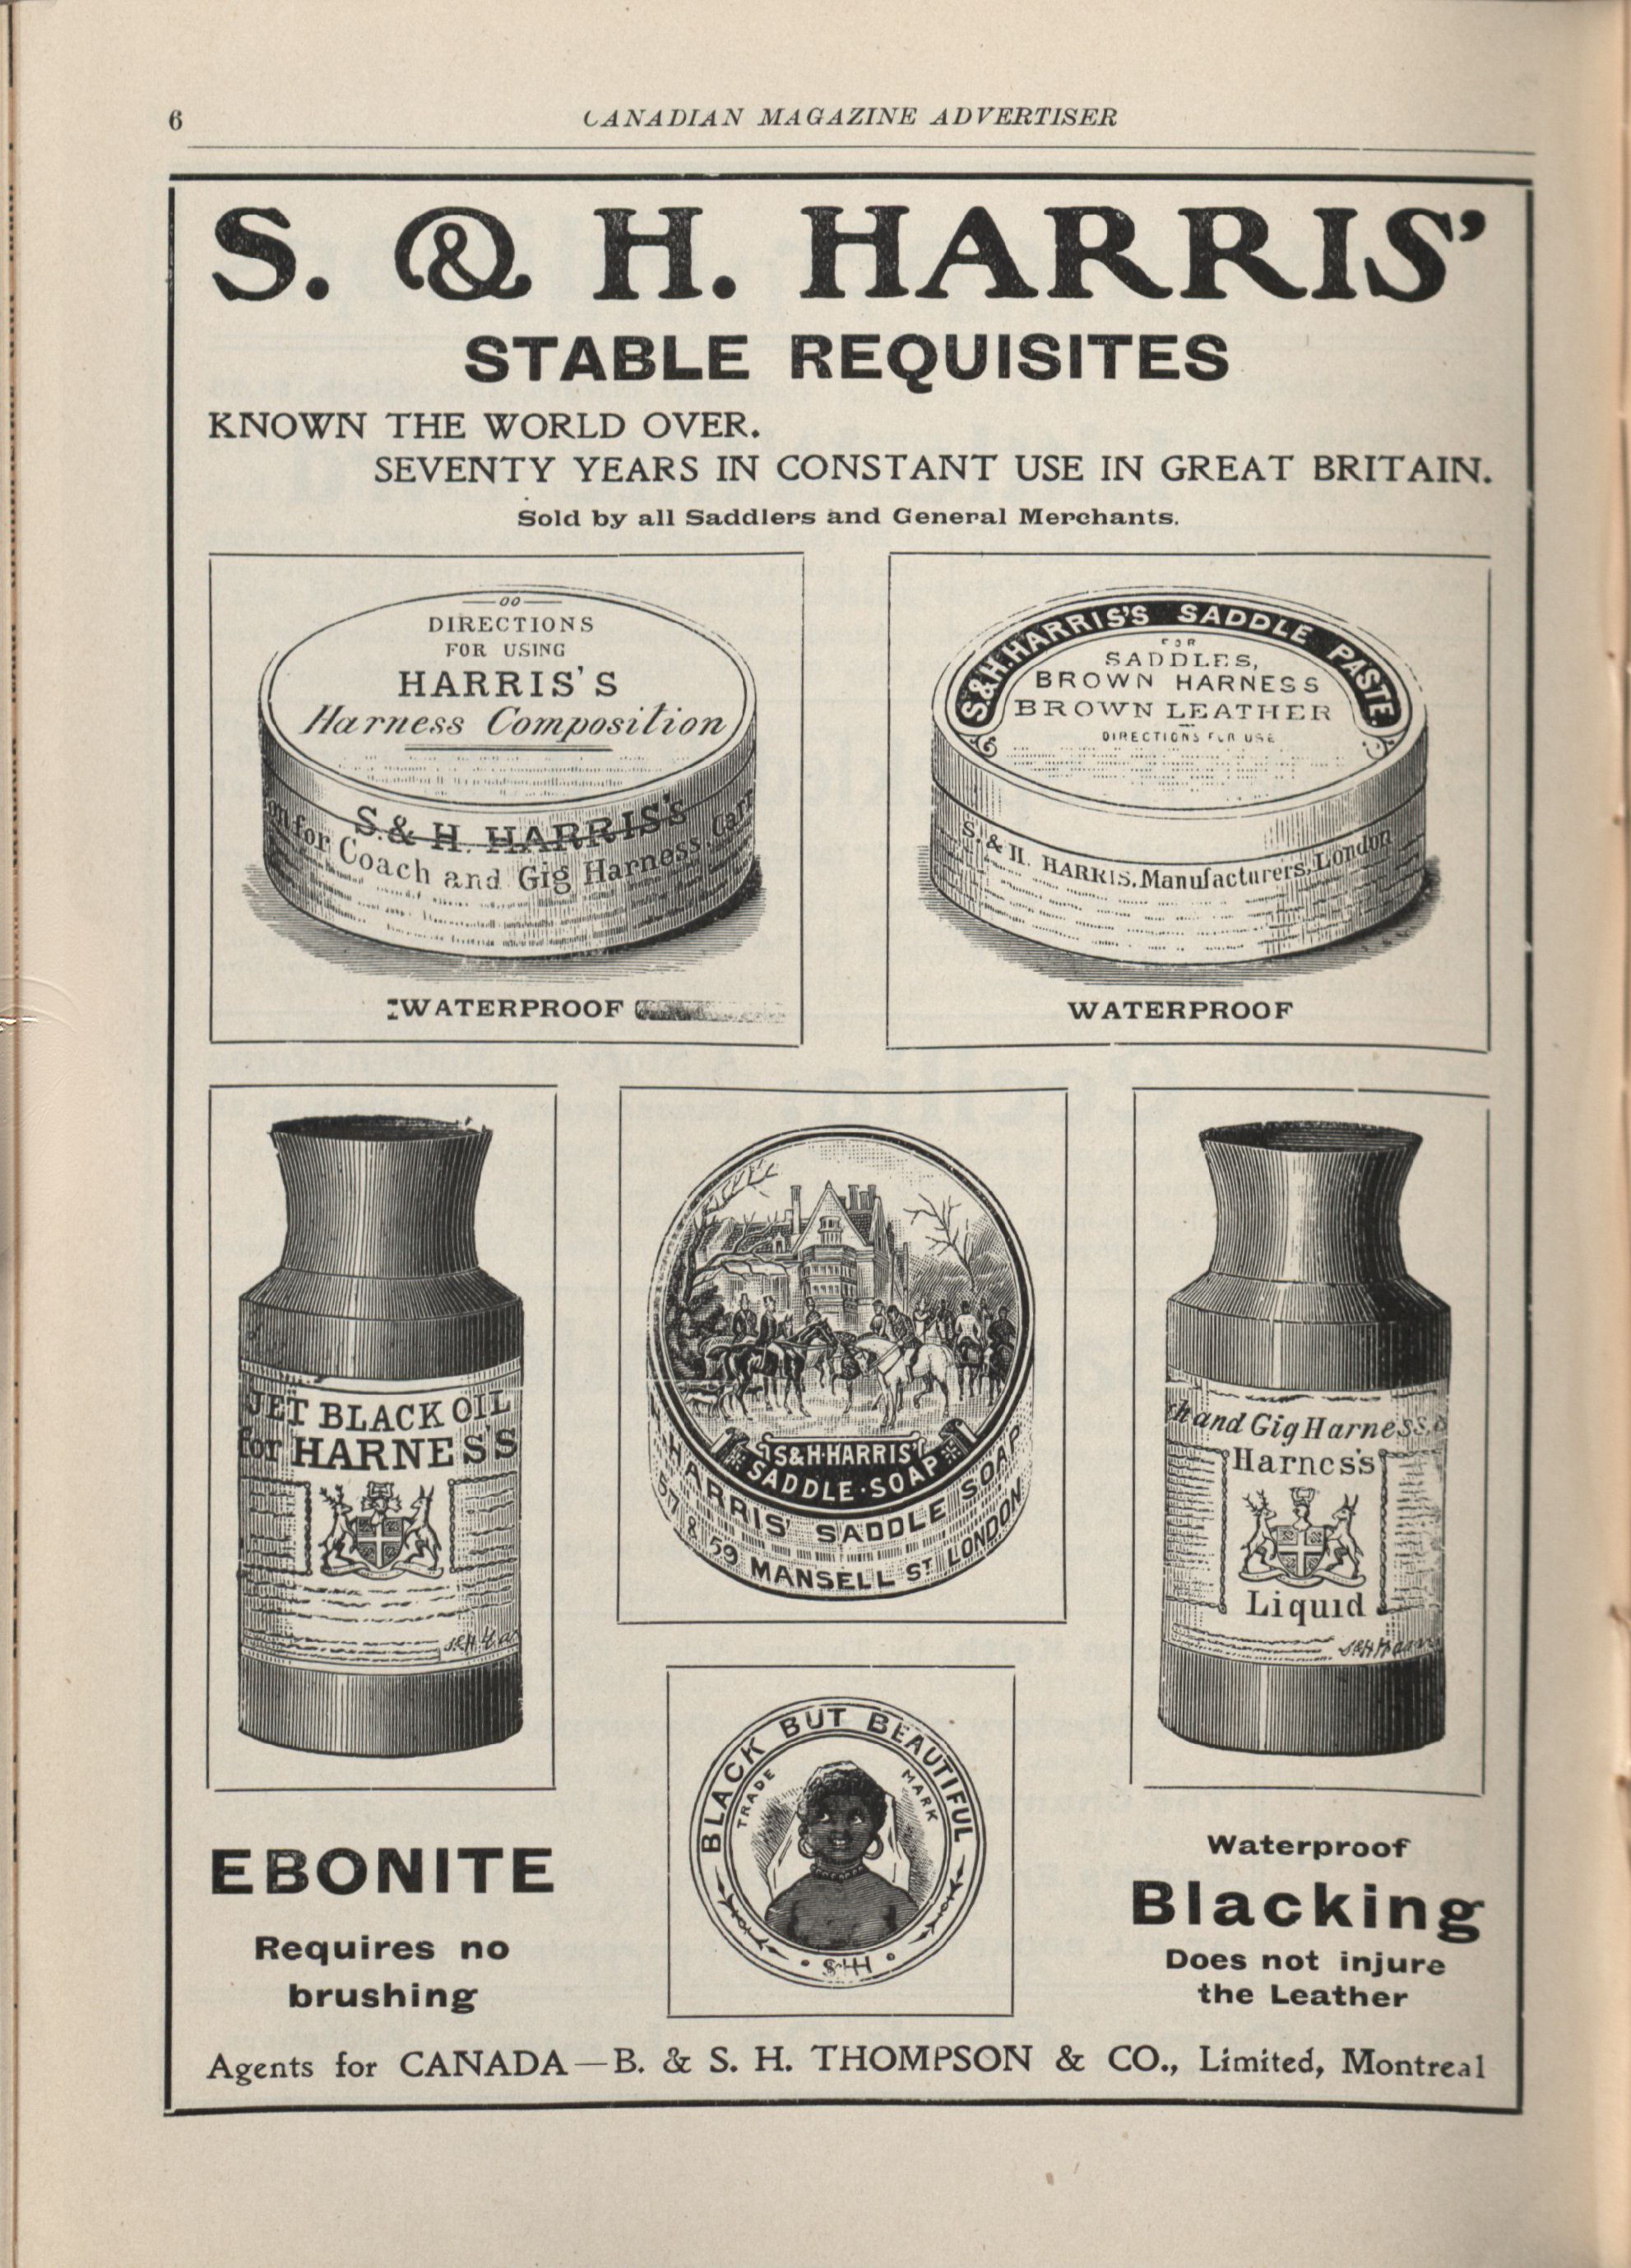 6
CANADIAN MAGAZINE ADVERTISER
S. & H. HARRIS'
STABLE REQUISITES
KNOWN THE WORLD OVER.
SEVENTY YEARS IN CONSTANT USE IN GREAT BRITAIN.
Sold by all Saddlers and General Merchants.
DIRECTIONS
FOR USING
HARRIS'S
Harness Composition
S. & H. HARRIS'S
on for Coach and Gig Harness, Carr
WATERPROOF
S.&H.HARRIS'S SADDLE PASTE
FOR
SADDLES,
BROWN HARNESS
BROWN LEATHER
DIRECTIONS FOR USE
S. & H. HARRIS, Manufacturers, London
WATERPROOF
JET BLACK OIL
for HARNESS
S&H·HARRIS'
SADDLE·SOAP
HARRIS' SADDLE SOAP
57 & 59 MANSELL ST LONDON
h and Gig Harness
Harness
Liquid
BLACK BUT BEAUTIFUL
TRADE MARK
S&H
EBONITE
Requires no
brushing
Waterproof
Blacking
Does not injure
the Leather
Agents for CANADA—B. & S. H. THOMPSON & CO., Limited, Montreal